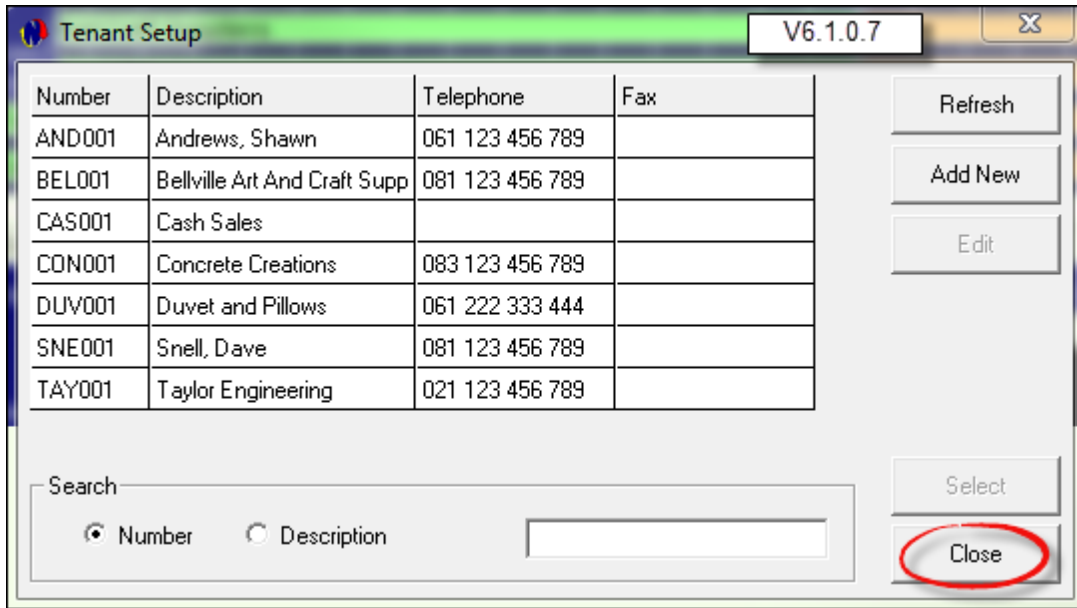 Tenant Setup V6.1.0.7
Number Description Telephone Fax
AND001 Andrews, Shawn 061 123 456 789
BEL001 Bellville Art And Craft Supp 081 123 456 789
CAS001 Cash Sales
CON001 Concrete Creations 083 123 456 789
DUV001 Duvet and Pillows 061 222 333 444
SNE001 Snell, Dave 081 123 456 789
TAY001 Taylor Engineering 021 123 456 789
Refresh
Add New
Edit
Search
Number Description
Select
Close